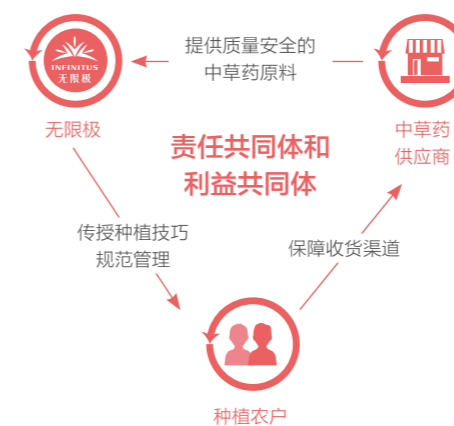 提供质量安全的
中草药原料
INFINITUS
无限极
无限极
中草药
供应商
责任共同体和
利益共同体
传授种植技巧
规范管理
保障收货渠道
种植农户